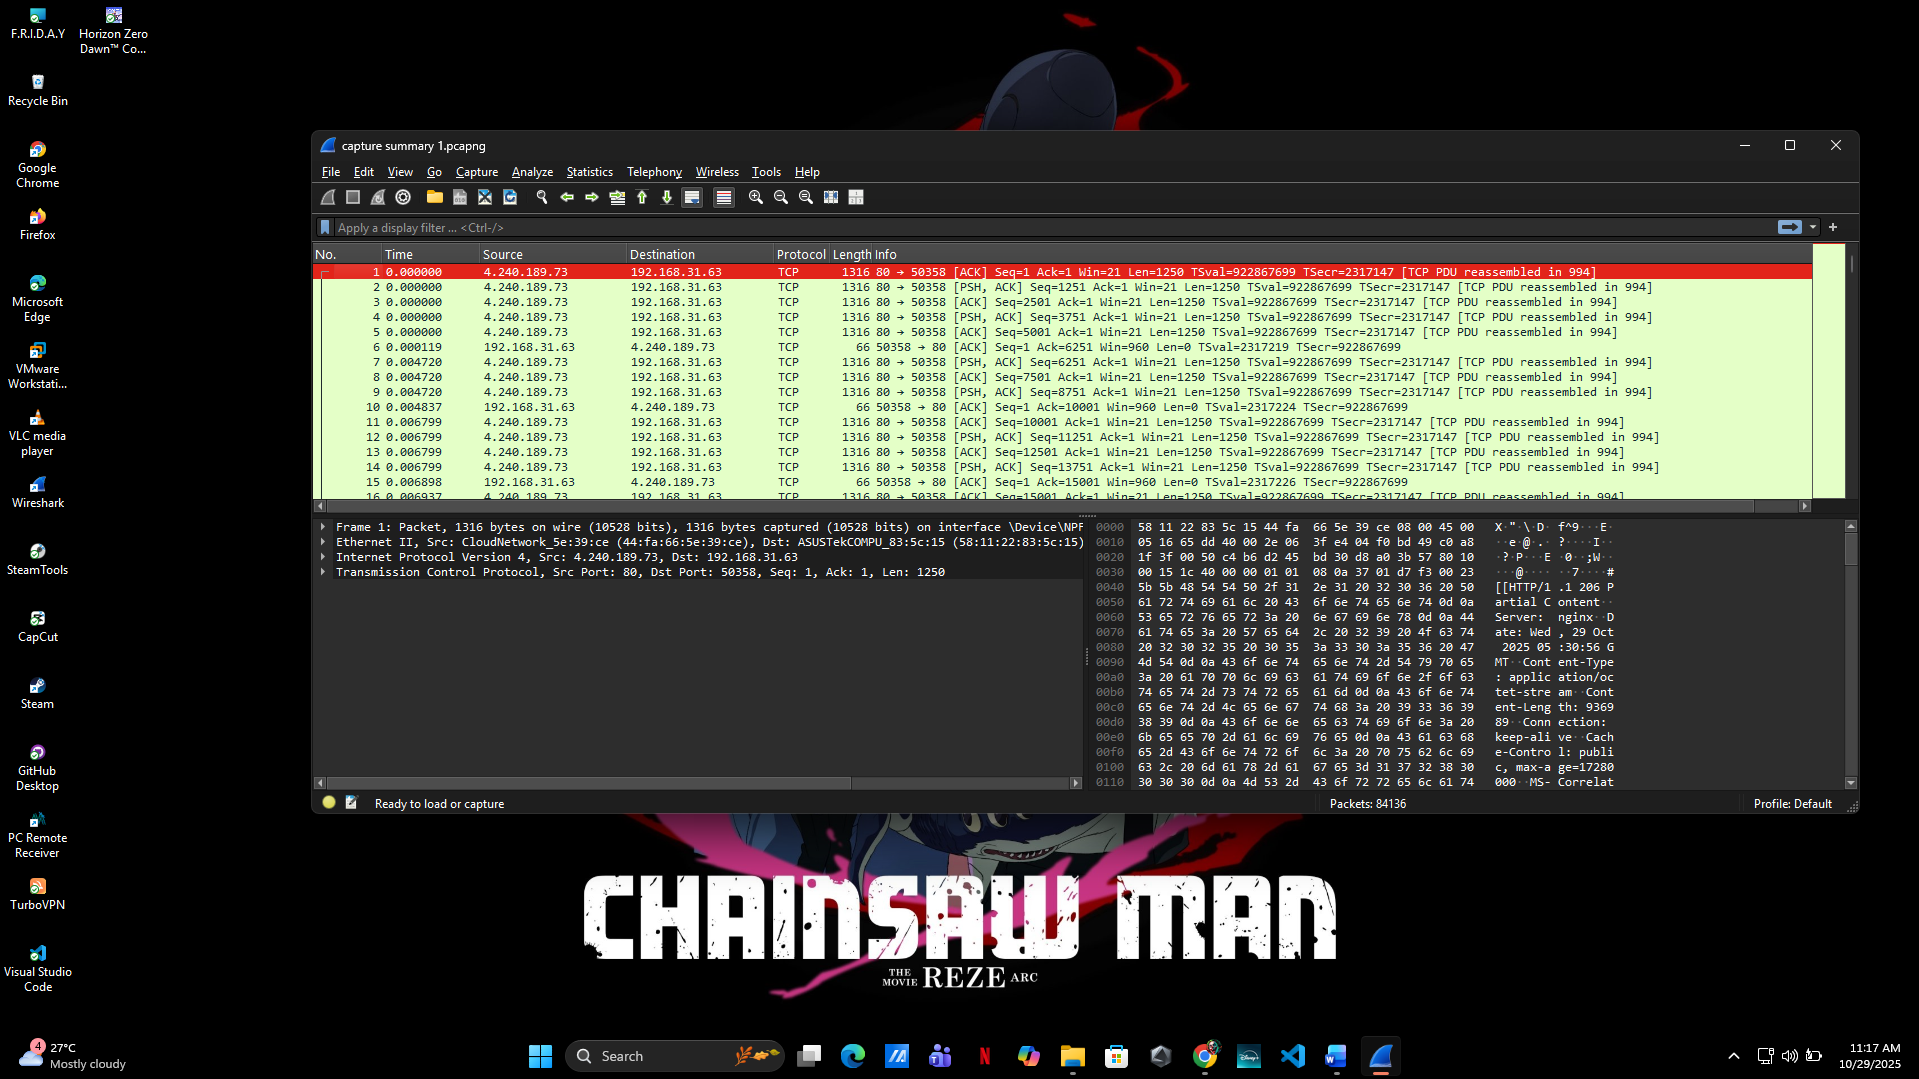 F.R.I.D.A.Y
Horizon Zero
Dawn™ Co...
Recycle Bin
Google
Chrome
Firefox
Microsoft
Edge
VMware
Workstati...
VLC media
player
Wireshark
SteamTools
CapCut
Steam
GitHub
Desktop
PC Remote
Receiver
TurboVPN
Visual Studio
Code
capture summary 1.pcapng
File Edit View Go Capture Analyze Statistics Telephony Wireless Tools Help
Apply a display filter ... <Ctrl-/>
No. Time Source Destination Protocol Length Info
1 0.000000 4.240.189.73 192.168.31.63 TCP 1316 80 → 50358 [ACK] Seq=1 Ack=1 Win=21 Len=1250 TSval=922867699 TSecr=2317147 [TCP PDU reassembled in 994]
2 0.000000 4.240.189.73 192.168.31.63 TCP 1316 80 → 50358 [PSH, ACK] Seq=1251 Ack=1 Win=21 Len=1250 TSval=922867699 TSecr=2317147 [TCP PDU reassembled in 994]
3 0.000000 4.240.189.73 192.168.31.63 TCP 1316 80 → 50358 [ACK] Seq=2501 Ack=1 Win=21 Len=1250 TSval=922867699 TSecr=2317147 [TCP PDU reassembled in 994]
4 0.000000 4.240.189.73 192.168.31.63 TCP 1316 80 → 50358 [PSH, ACK] Seq=3751 Ack=1 Win=21 Len=1250 TSval=922867699 TSecr=2317147 [TCP PDU reassembled in 994]
5 0.000000 4.240.189.73 192.168.31.63 TCP 1316 80 → 50358 [ACK] Seq=5001 Ack=1 Win=21 Len=1250 TSval=922867699 TSecr=2317147 [TCP PDU reassembled in 994]
6 0.000119 192.168.31.63 4.240.189.73 TCP 66 50358 → 80 [ACK] Seq=1 Ack=6251 Win=960 Len=0 TSval=2317219 TSecr=922867699
7 0.004720 4.240.189.73 192.168.31.63 TCP 1316 80 → 50358 [PSH, ACK] Seq=6251 Ack=1 Win=21 Len=1250 TSval=922867699 TSecr=2317147 [TCP PDU reassembled in 994]
8 0.004720 4.240.189.73 192.168.31.63 TCP 1316 80 → 50358 [ACK] Seq=7501 Ack=1 Win=21 Len=1250 TSval=922867699 TSecr=2317147 [TCP PDU reassembled in 994]
9 0.004720 4.240.189.73 192.168.31.63 TCP 1316 80 → 50358 [PSH, ACK] Seq=8751 Ack=1 Win=21 Len=1250 TSval=922867699 TSecr=2317147 [TCP PDU reassembled in 994]
10 0.004837 192.168.31.63 4.240.189.73 TCP 66 50358 → 80 [ACK] Seq=1 Ack=10001 Win=960 Len=0 TSval=2317224 TSecr=922867699
11 0.006799 4.240.189.73 192.168.31.63 TCP 1316 80 → 50358 [ACK] Seq=10001 Ack=1 Win=21 Len=1250 TSval=922867699 TSecr=2317147 [TCP PDU reassembled in 994]
12 0.006799 4.240.189.73 192.168.31.63 TCP 1316 80 → 50358 [PSH, ACK] Seq=11251 Ack=1 Win=21 Len=1250 TSval=922867699 TSecr=2317147 [TCP PDU reassembled in 994]
13 0.006799 4.240.189.73 192.168.31.63 TCP 1316 80 → 50358 [ACK] Seq=12501 Ack=1 Win=21 Len=1250 TSval=922867699 TSecr=2317147 [TCP PDU reassembled in 994]
14 0.006799 4.240.189.73 192.168.31.63 TCP 1316 80 → 50358 [PSH, ACK] Seq=13751 Ack=1 Win=21 Len=1250 TSval=922867699 TSecr=2317147 [TCP PDU reassembled in 994]
15 0.006898 192.168.31.63 4.240.189.73 TCP 66 50358 → 80 [ACK] Seq=1 Ack=15001 Win=960 Len=0 TSval=2317226 TSecr=922867699
16 0.006937 4.240.189.73 192.168.31.63 TCP 1316 80 → 50358 [ACK] Seq=15001 Ack=1 Win=21 Len=1250 TSval=922867699 TSecr=2317147 [TCP PDU reassembled in 994]
Frame 1: Packet, 1316 bytes on wire (10528 bits), 1316 bytes captured (10528 bits) on interface \Device\NPF
Ethernet II, Src: CloudNetwork_5e:39:ce (44:fa:66:5e:39:ce), Dst: ASUSTekCOMPU_83:5c:15 (58:11:22:83:5c:15)
Internet Protocol Version 4, Src: 4.240.189.73, Dst: 192.168.31.63
Transmission Control Protocol, Src Port: 80, Dst Port: 50358, Seq: 1, Ack: 1, Len: 1250
0000 58 11 22 83 5c 15 44 fa 66 5e 39 ce 08 00 45 00 X·"·\·D· f^9···E·
0010 05 16 65 dd 40 00 2e 06 3f e4 04 f0 bd 49 c0 a8 ··e·@·.· ?····I··
0020 1f 3f 00 50 c4 b6 d2 45 bd 30 d8 a0 3b 57 80 10 ·?·P···E ·0··;W··
0030 00 15 1c 40 00 00 01 01 08 0a 37 01 d7 f3 00 23 ···@···· ··7····#
0040 5b 5b 48 54 54 50 2f 31 2e 31 20 32 30 36 20 50 [[HTTP/1 .1 206 P
0050 61 72 74 69 61 6c 20 43 6f 6e 74 65 6e 74 0d 0a artial C ontent··
0060 53 65 72 76 65 72 3a 20 6e 67 69 6e 78 0d 0a 44 Server: nginx··D
0070 61 74 65 3a 20 57 65 64 2c 20 32 39 20 4f 63 74 ate: Wed , 29 Oct
0080 20 32 30 32 35 20 30 35 3a 33 30 3a 35 36 20 47 2025 05 :30:56 G
0090 4d 54 0d 0a 43 6f 6e 74 65 6e 74 2d 54 79 70 65 MT··Cont ent-Type
00a0 3a 20 61 70 70 6c 69 63 61 74 69 6f 6e 2f 6f 63 : applic ation/oc
00b0 74 65 74 2d 73 74 72 65 61 6d 0d 0a 43 6f 6e 74 tet-stre am··Cont
00c0 65 6e 74 2d 4c 65 6e 67 74 68 3a 20 39 33 36 39 ent-Leng th: 9369
00d0 38 39 0d 0a 43 6f 6e 6e 65 63 74 69 6f 6e 3a 20 89··Conn ection:
00e0 6b 65 65 70 2d 61 6c 69 76 65 0d 0a 43 61 63 68 keep-ali ve··Cach
00f0 65 2d 43 6f 6e 74 72 6f 6c 3a 20 70 75 62 6c 69 e-Contro l: publi
0100 63 2c 20 6d 61 78 2d 61 67 65 3d 31 37 32 38 30 c, max-a ge=17280
0110 30 30 30 0d 0a 4d 53 2d 43 6f 72 72 65 6c 61 74 000··MS- Correlat
Ready to load or capture
Packets: 84136
Profile: Default
CHAINSAW MAN
THE MOVIE REZE ARC
4
27°C
Mostly cloudy
Search
11:17 AM
10/29/2025